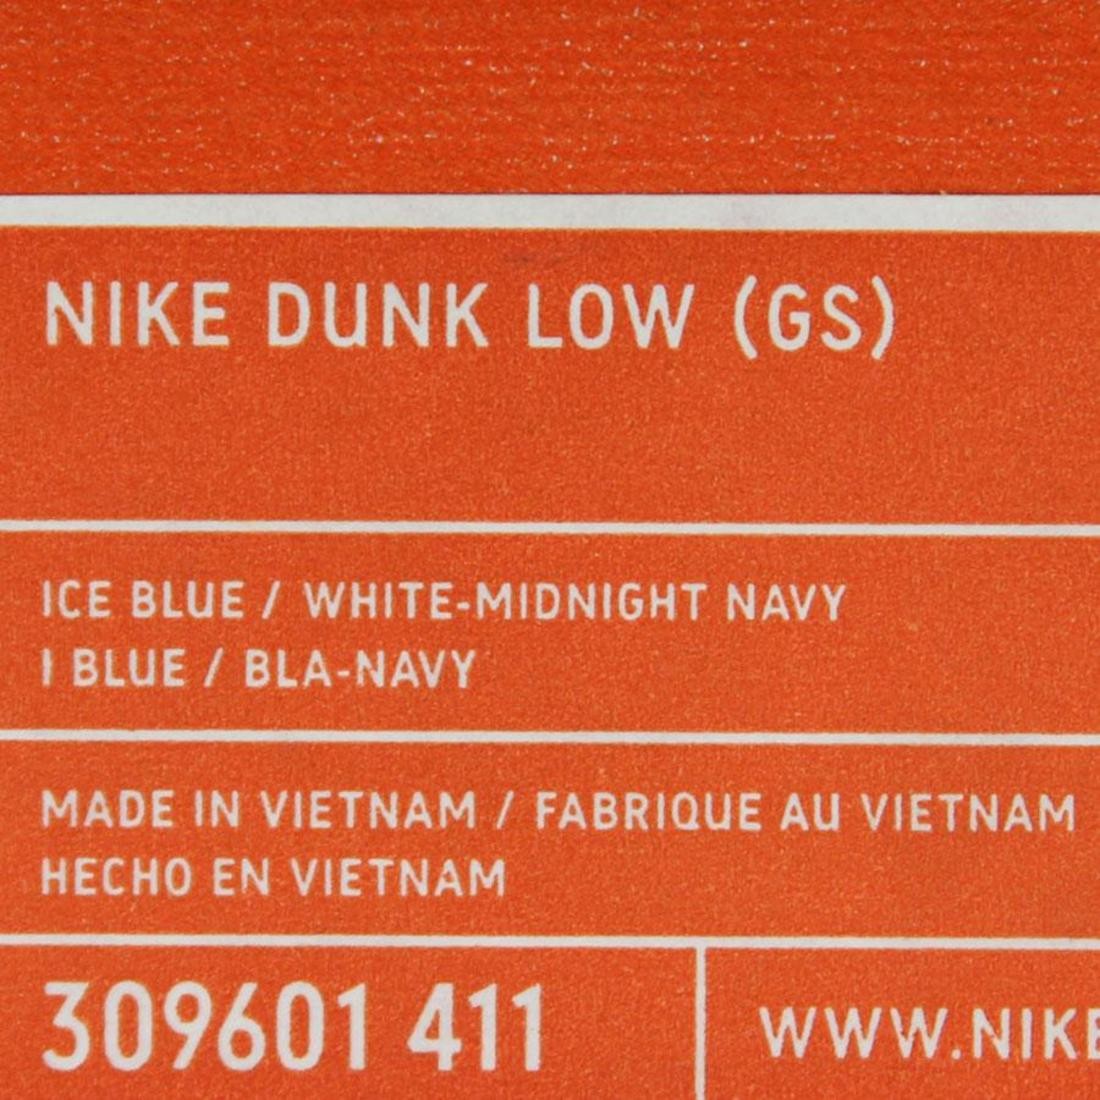 NIKE DUNK LOW (GS)
ICE BLUE / WHITE-MIDNIGHT NAVY
I BLUE / BLA-NAVY
MADE IN VIETNAM / FABRIQUE AU VIETNAM
HECHO EN VIETNAM
309601 411
WWW.NIKE